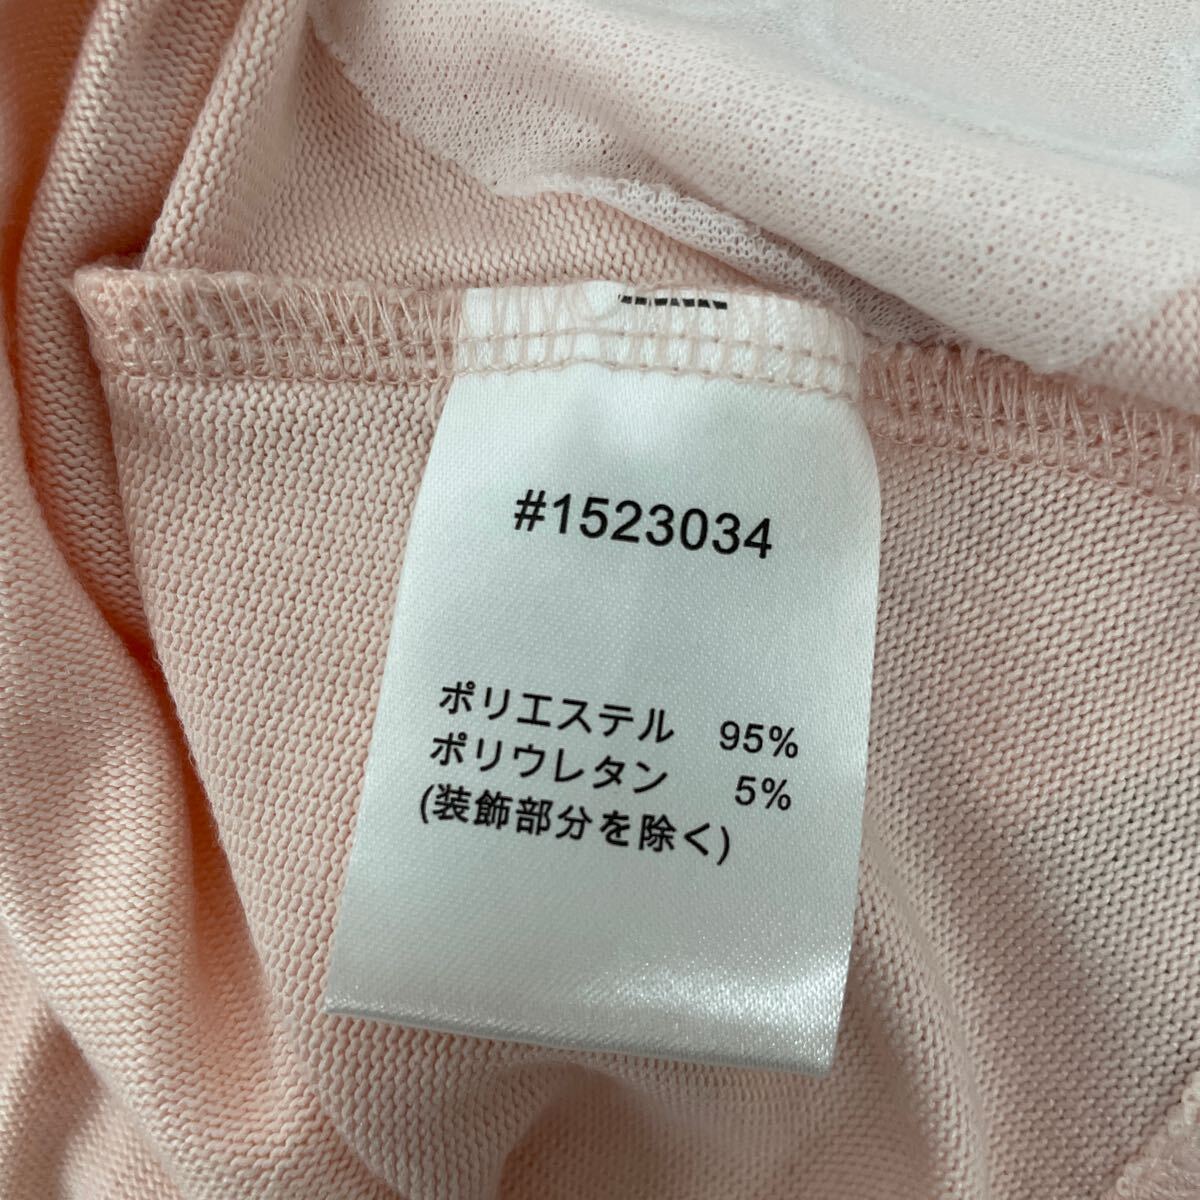 #1523034
ポリエステル 95%
ポリウレタン 5%
(装飾部分を除く)